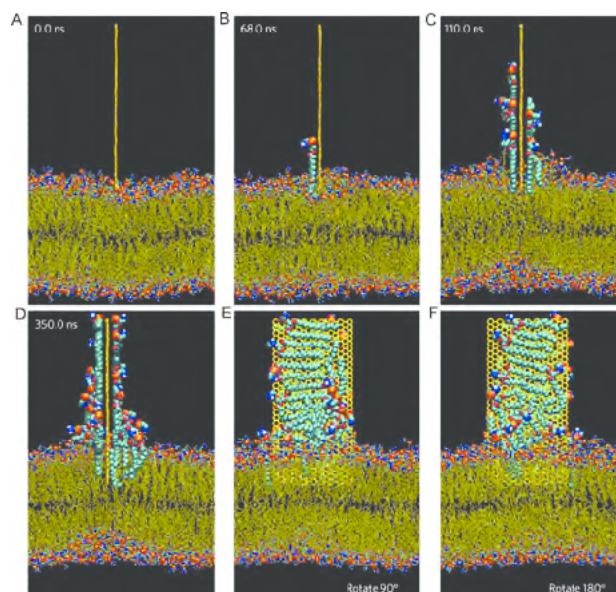 A
0.0 ns
B
68.0 ns
C
110.0 ns
D
350.0 ns
E
Rotate 90°
F
Rotate 180°